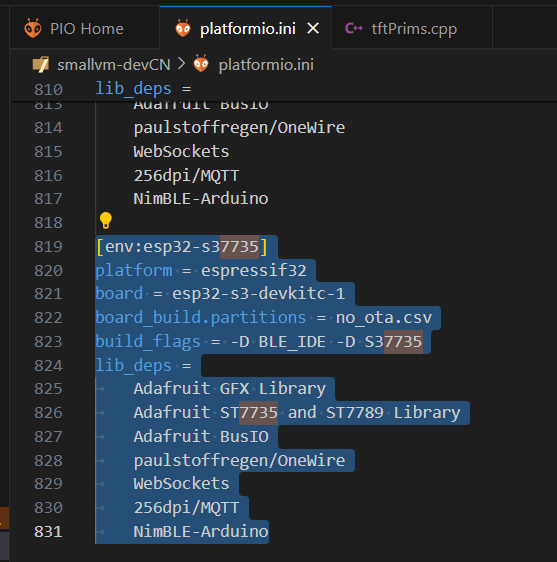 PIO Home
platformio.ini
tftPrims.cpp
smallvm-devCN > platformio.ini
810 lib_deps =
813 Adafruit BusIO
814 paulstoffregen/OneWire
815 WebSockets
816 256dpi/MQTT
817 NimBLE-Arduino
818
819 [env:esp32-s37735]
820 platform = espressif32
821 board = esp32-s3-devkitc-1
822 board_build.partitions = no_ota.csv
823 build_flags = -D BLE_IDE -D S37735
824 lib_deps =
825 Adafruit GFX Library
826 Adafruit ST7735 and ST7789 Library
827 Adafruit BusIO
828 paulstoffregen/OneWire
829 WebSockets
830 256dpi/MQTT
831 NimBLE-Arduino